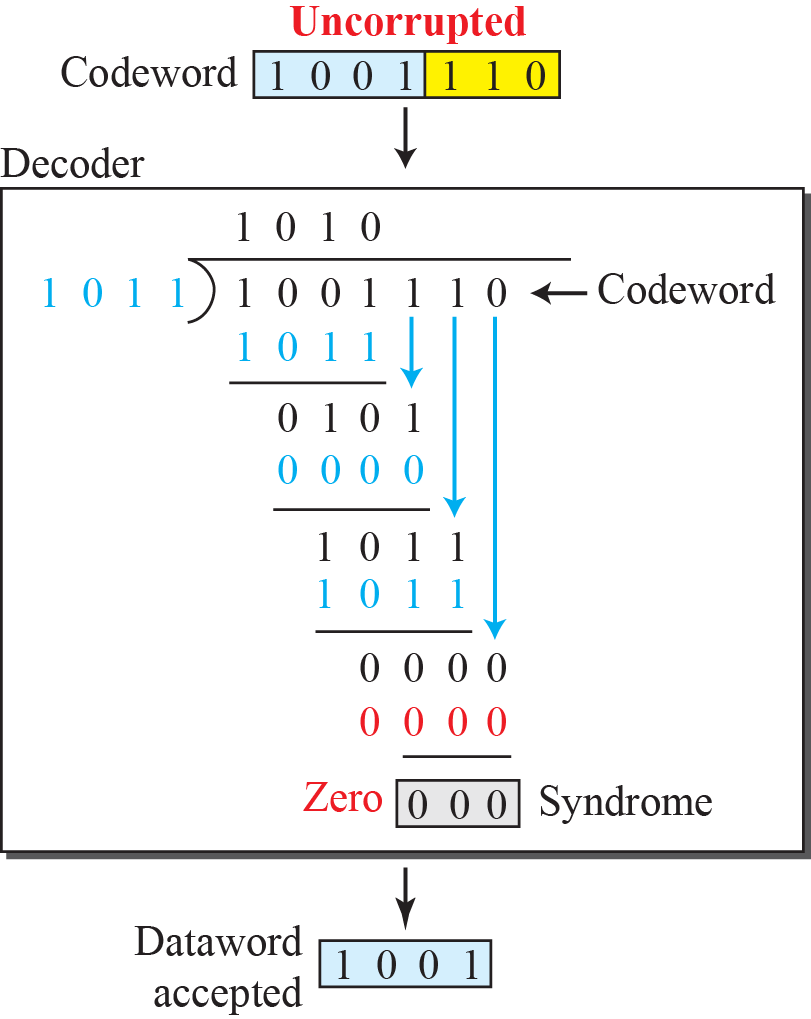 Uncorrupted
Codeword 1 0 0 1 1 1 0
Decoder
1 0 1 0
1 0 1 1 1 0 0 1 1 1 0 Codeword
1 0 1 1
0 1 0 1
0 0 0 0
1 0 1 1
1 0 1 1
0 0 0 0
0 0 0 0
Zero 0 0 0 Syndrome
Dataword
accepted 1 0 0 1